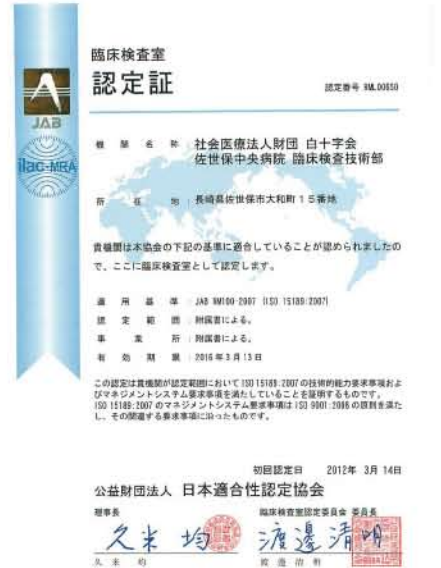 臨床検査室
認定証
認定番号 RML00650
JAB
ilac-MRA
機関名称：社会医療法人財団 白十字会
佐世保中央病院 臨床検査技術部
所在地：長崎県佐世保市大和町15番地
貴機関は本協会の下記の基準に適合していることが認められましたの
で、ここに臨床検査室として認定します。
適用基準：JAB RM100-2007 (ISO 15189:2007)
認定範囲：附属書による。
事業所：附属書による。
有効期限：2016年3月13日
この認定は貴機関が認定範囲においてISO 15189:2007の技術的能力要求事項およ
びマネジメントシステム要求事項を満たしていることを証明するものです。
ISO 15189:2007のマネジメントシステム要求事項はISO 9001:2008の原則を満た
し、その関連する要求事項に沿ったものです。
初回認定日 2012年 3月 14日
公益財団法人 日本適合性認定協会
理事長
臨床検査室認定委員会 委員長
久米 均
渡邊清明
久米 均
渡邊清明